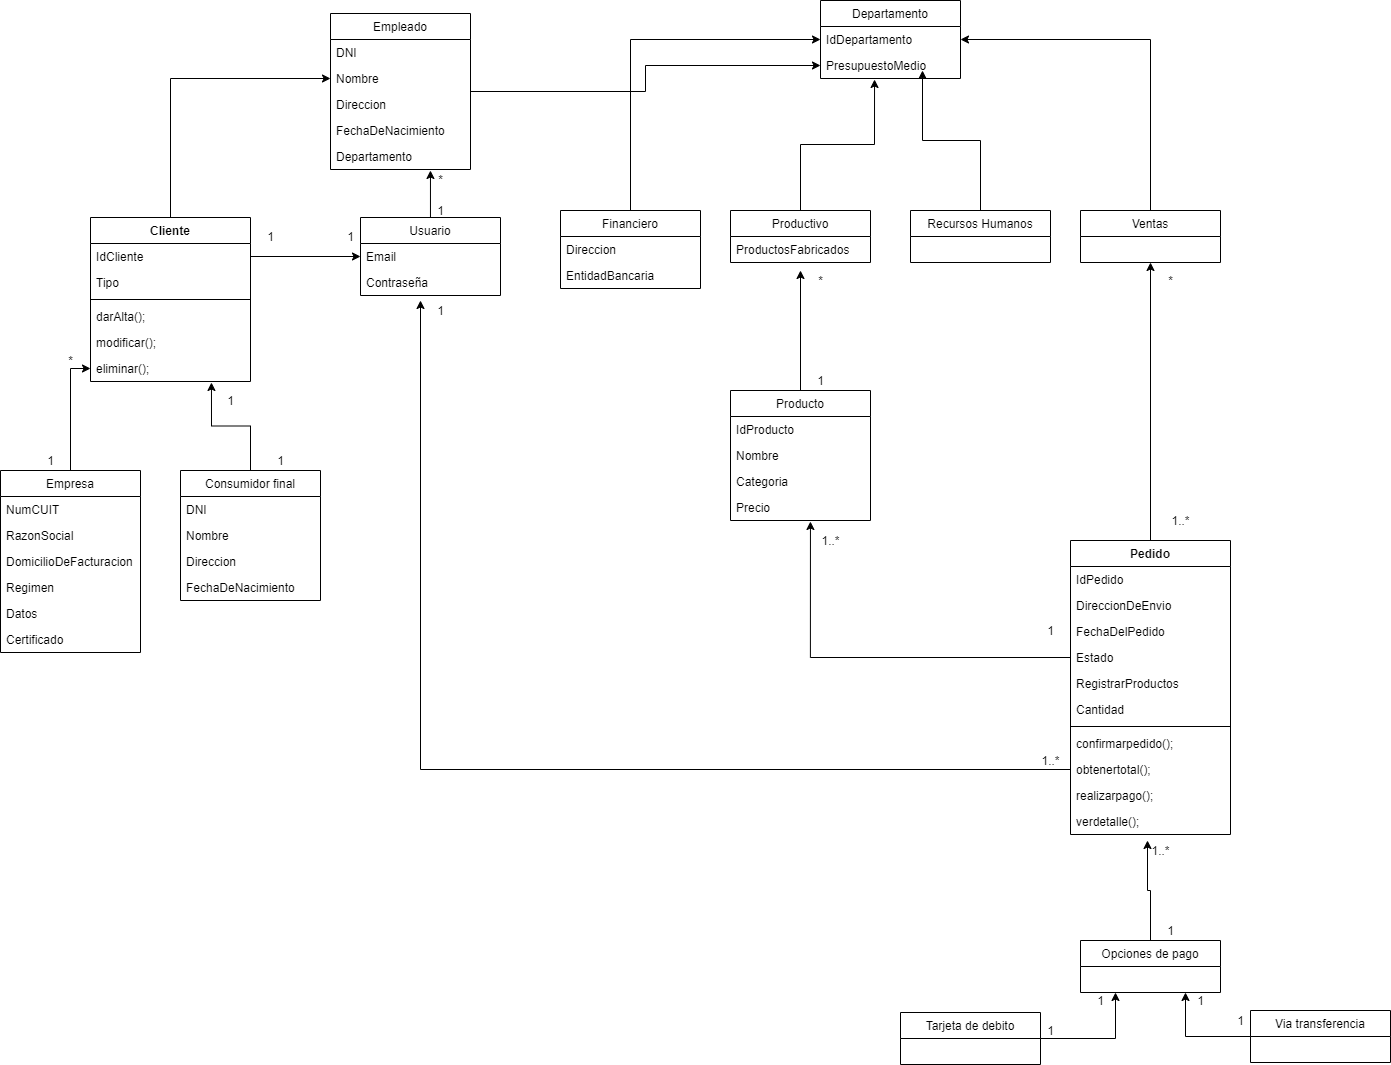 Departamento
IdDepartamento
PresupuestoMedio
Empleado
DNI
Nombre
Direccion
FechaDeNacimiento
Departamento
*
1
Cliente
IdCliente
Tipo
darAlta();
modificar();
eliminar();
1
1
Usuario
Email
Contraseña
1
Financiero
Direccion
EntidadBancaria
Productivo
ProductosFabricados
*
Recursos Humanos
Ventas
*
*
1
1
1
Empresa
NumCUIT
RazonSocial
DomicilioDeFacturacion
Regimen
Datos
Certificado
Consumidor final
DNI
Nombre
Direccion
FechaDeNacimiento
1
Producto
IdProducto
Nombre
Categoria
Precio
1..*
1..*
Pedido
IdPedido
DireccionDeEnvio
FechaDelPedido
Estado
RegistrarProductos
Cantidad
confirmarpedido();
obtenertotal();
realizarpago();
verdetalle();
1
1..*
1..*
1
Opciones de pago
1
1
Tarjeta de debito
1
1
Via transferencia